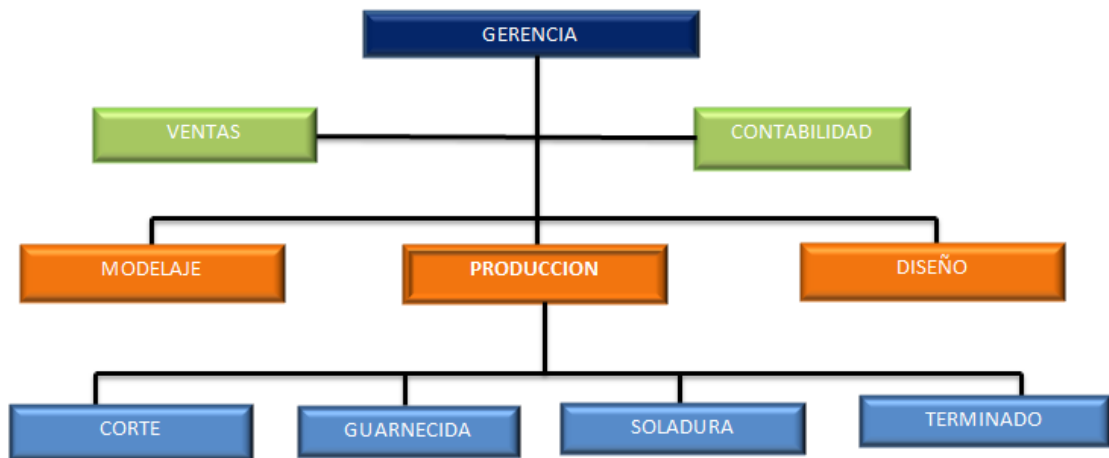 GERENCIA
VENTAS
CONTABILIDAD
MODELAJE
PRODUCCION
DISEÑO
CORTE
GUARNECIDA
SOLADURA
TERMINADO